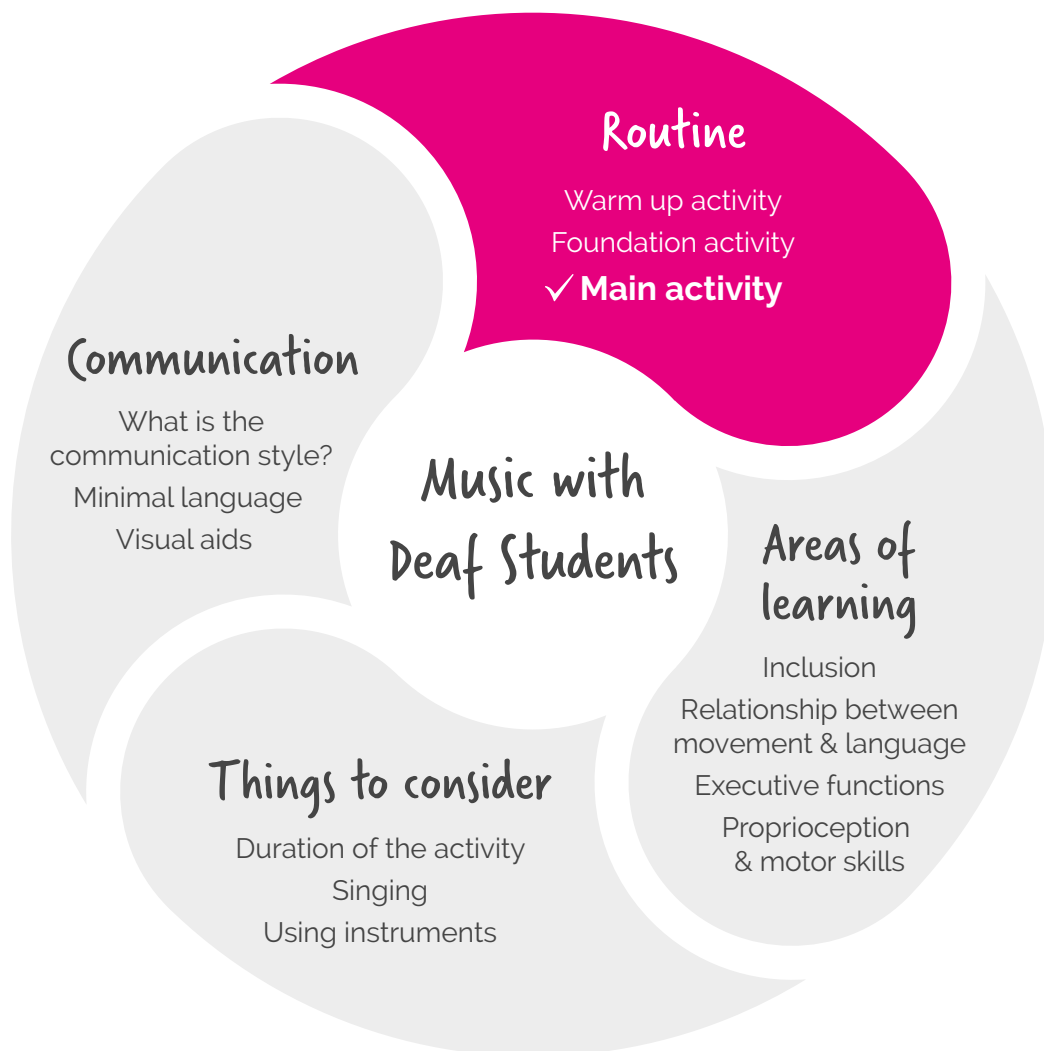 Routine
Warm up activity
Foundation activity
✓ Main activity
Communication
What is the
communication style?
Minimal language
Visual aids
Music with
Deaf Students
Areas of
learning
Inclusion
Relationship between
movement & language
Executive functions
Proprioception
& motor skills
Things to consider
Duration of the activity
Singing
Using instruments